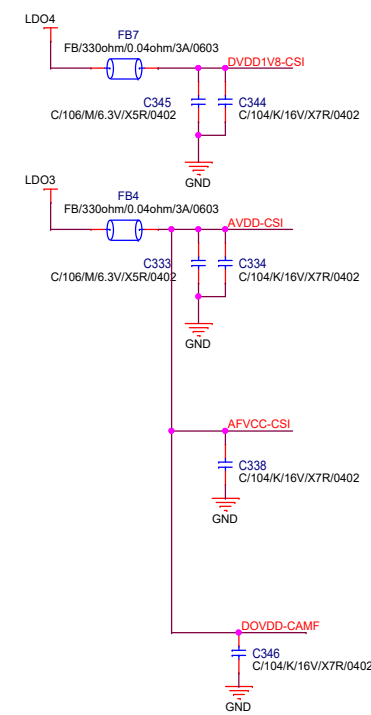 LDO4
FB7
FB/330ohm/0.04ohm/3A/0603
DVDD1V8-CSI
C345
C/106/M/6.3V/X5R/0402
C344
C/104/K/16V/X7R/0402
GND
LDO3
FB4
FB/330ohm/0.04ohm/3A/0603
AVDD-CSI
C333
C/106/M/6.3V/X5R/0402
C334
C/104/K/16V/X7R/0402
GND
AFVCC-CSI
C338
C/104/K/16V/X7R/0402
GND
DOVDD-CAMF
C346
C/104/K/16V/X7R/0402
GND